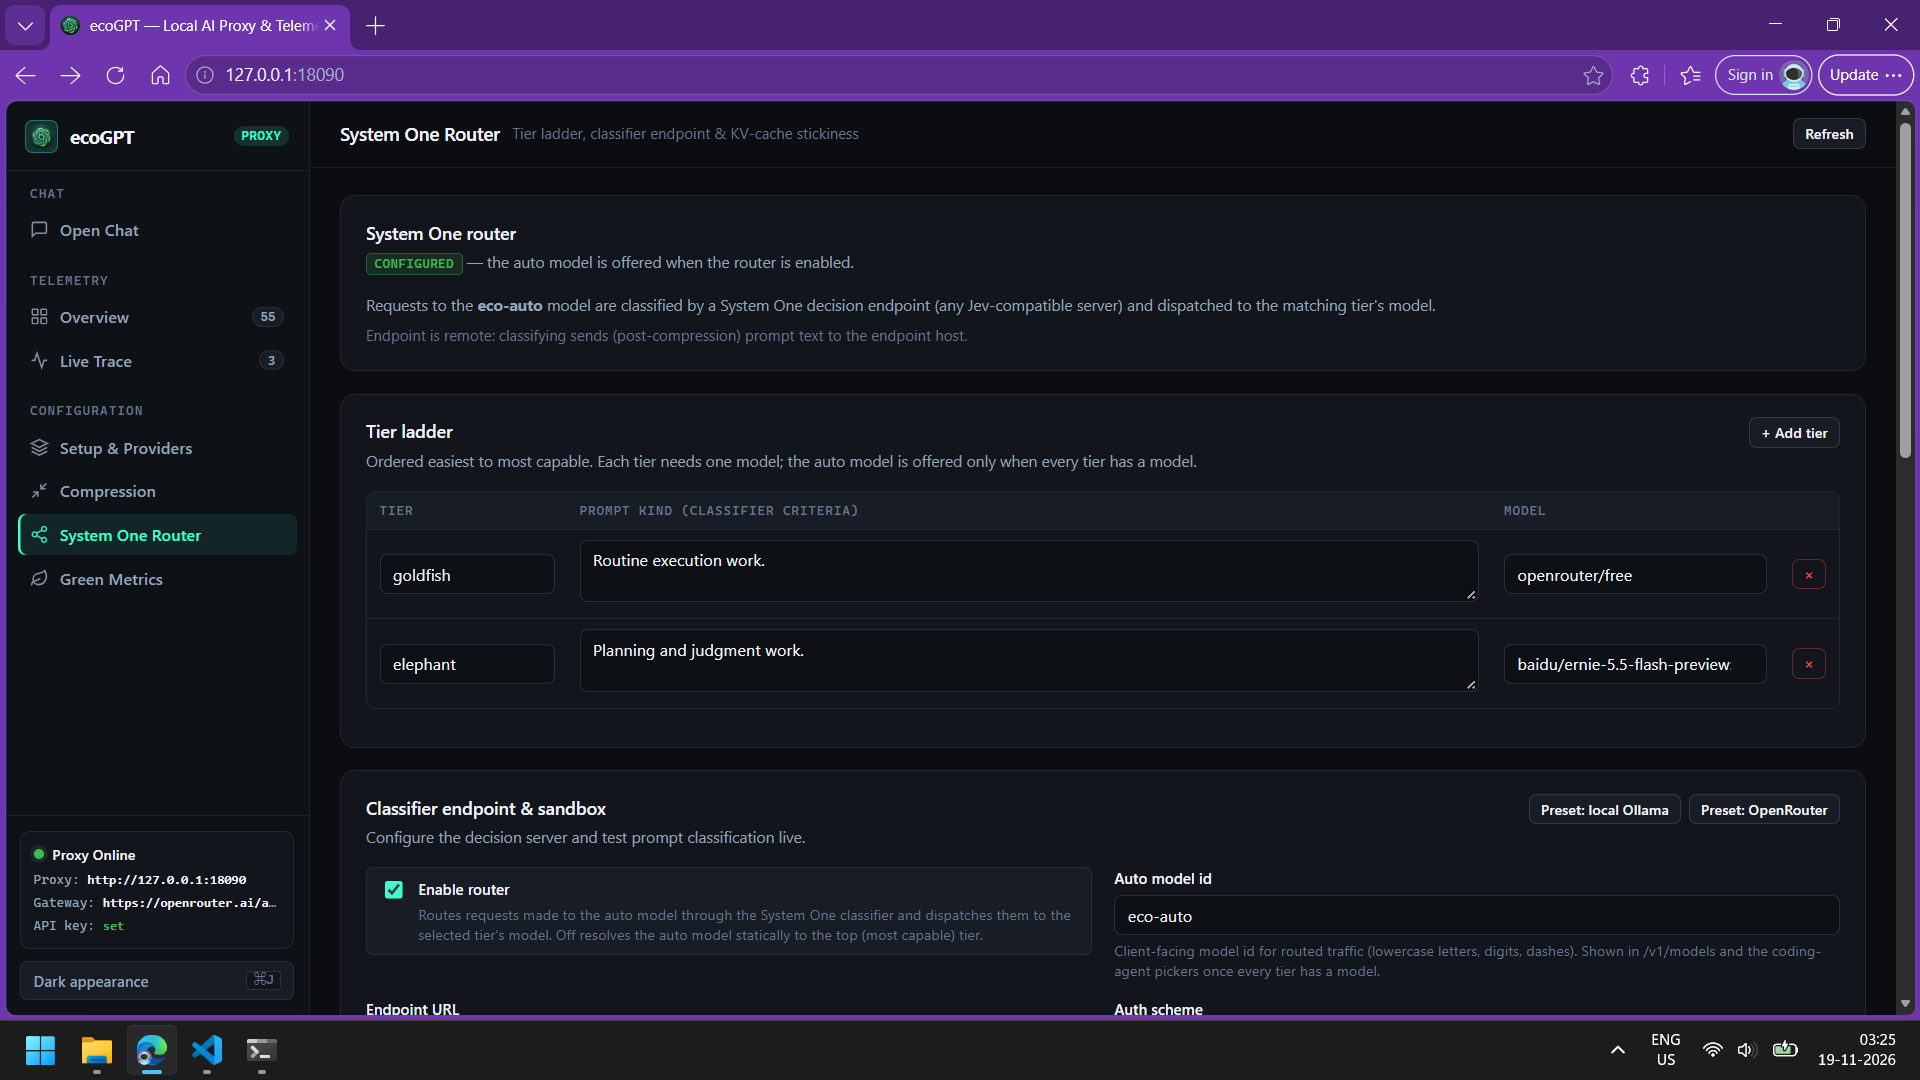 ecoGPT — Local AI Proxy & Telem
127.0.0.1:18090
Sign in
Update
ecoGPT
PROXY
CHAT
Open Chat
TELEMETRY
Overview
55
Live Trace
3
CONFIGURATION
Setup & Providers
Compression
System One Router
Green Metrics
Proxy Online
Proxy: http://127.0.0.1:18090
Gateway: https://openrouter.ai/a…
API key: set
Dark appearance
⌘J
System One Router
Tier ladder, classifier endpoint & KV-cache stickiness
Refresh
System One router
CONFIGURED — the auto model is offered when the router is enabled.
Requests to the eco-auto model are classified by a System One decision endpoint (any Jev-compatible server) and dispatched to the matching tier's model.
Endpoint is remote: classifying sends (post-compression) prompt text to the endpoint host.
Tier ladder
+ Add tier
Ordered easiest to most capable. Each tier needs one model; the auto model is offered only when every tier has a model.
TIER
PROMPT KIND (CLASSIFIER CRITERIA)
MODEL
goldfish
Routine execution work.
openrouter/free
×
elephant
Planning and judgment work.
baidu/ernie-5.5-flash-preview
×
Classifier endpoint & sandbox
Preset: local Ollama
Preset: OpenRouter
Configure the decision server and test prompt classification live.
Enable router
Routes requests made to the auto model through the System One classifier and dispatches them to the
selected tier's model. Off resolves the auto model statically to the top (most capable) tier.
Auto model id
eco-auto
Client-facing model id for routed traffic (lowercase letters, digits, dashes). Shown in /v1/models and the coding-
agent pickers once every tier has a model.
Endpoint URL
Auth scheme
ENG
US
03:25
19-11-2026